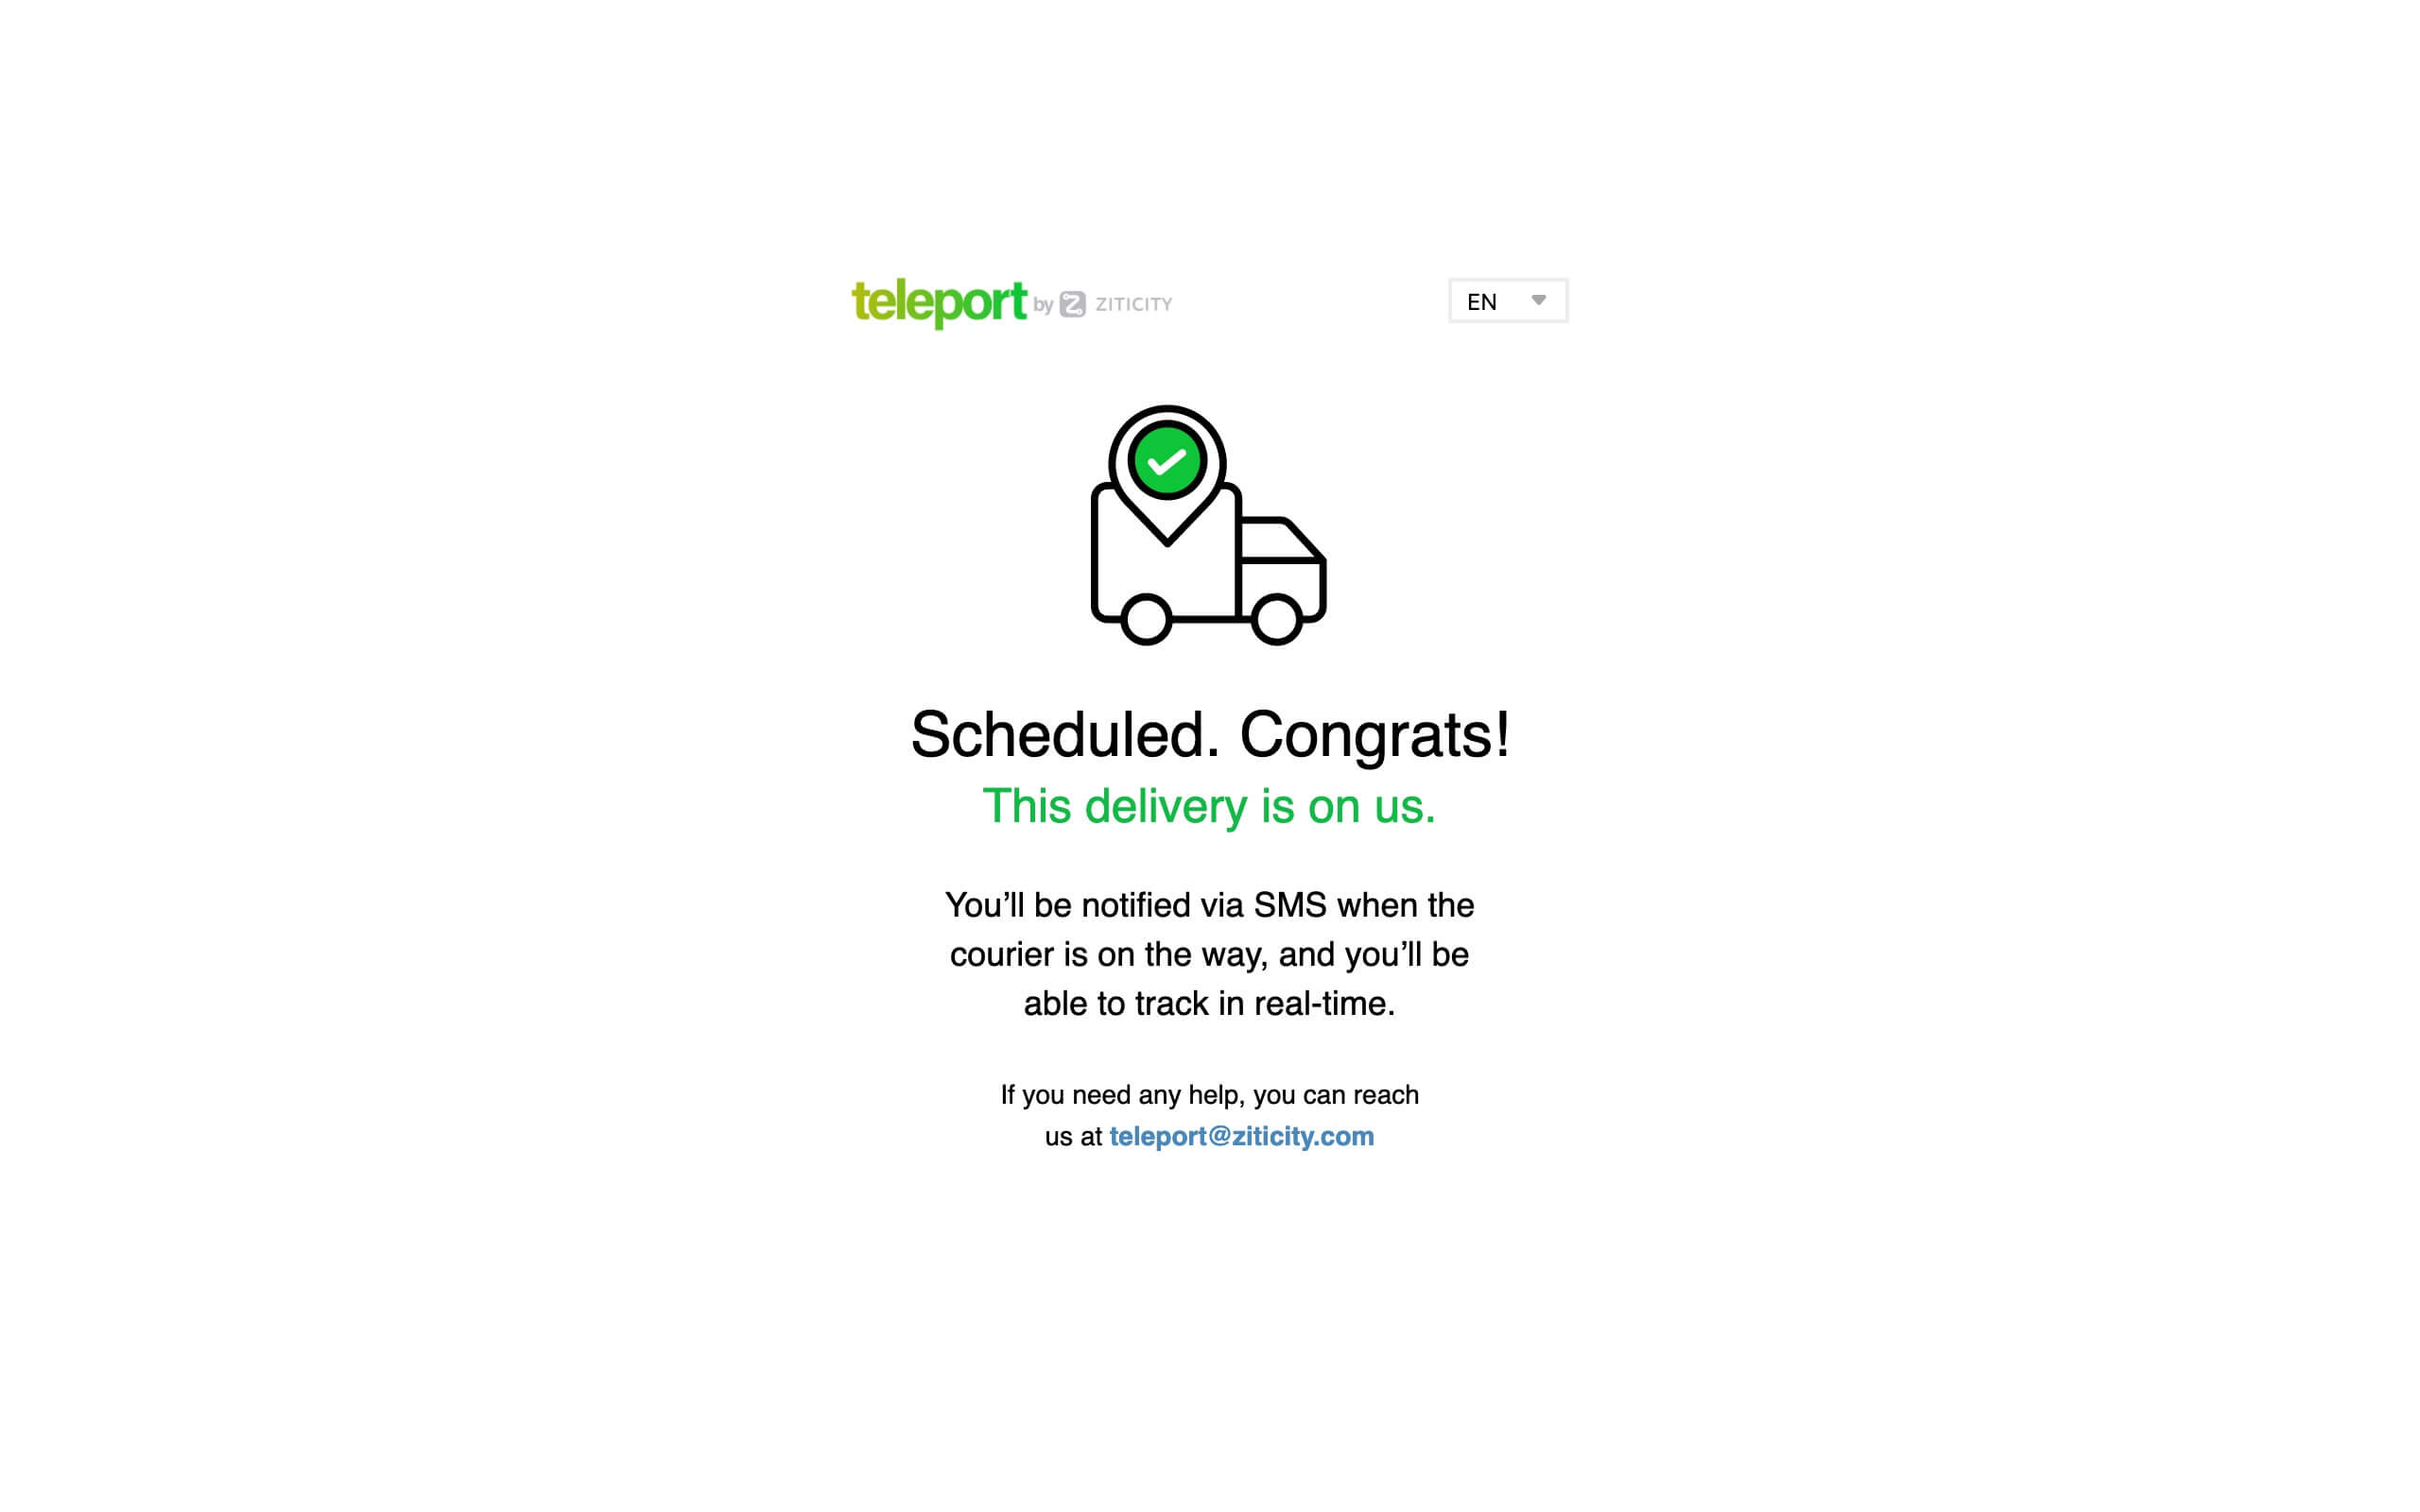 teleport by Z ZITICITY
EN
Scheduled. Congrats!
This delivery is on us.
You’ll be notified via SMS when the
courier is on the way, and you’ll be
able to track in real-time.
If you need any help, you can reach
us at teleport@ziticity.com